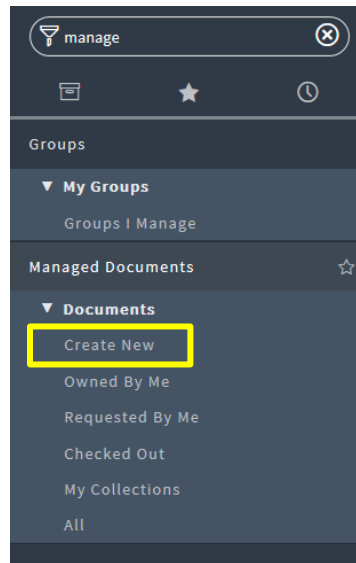 manage
Groups
My Groups
Groups I Manage
Managed Documents
Documents
Create New
Owned By Me
Requested By Me
Checked Out
My Collections
All